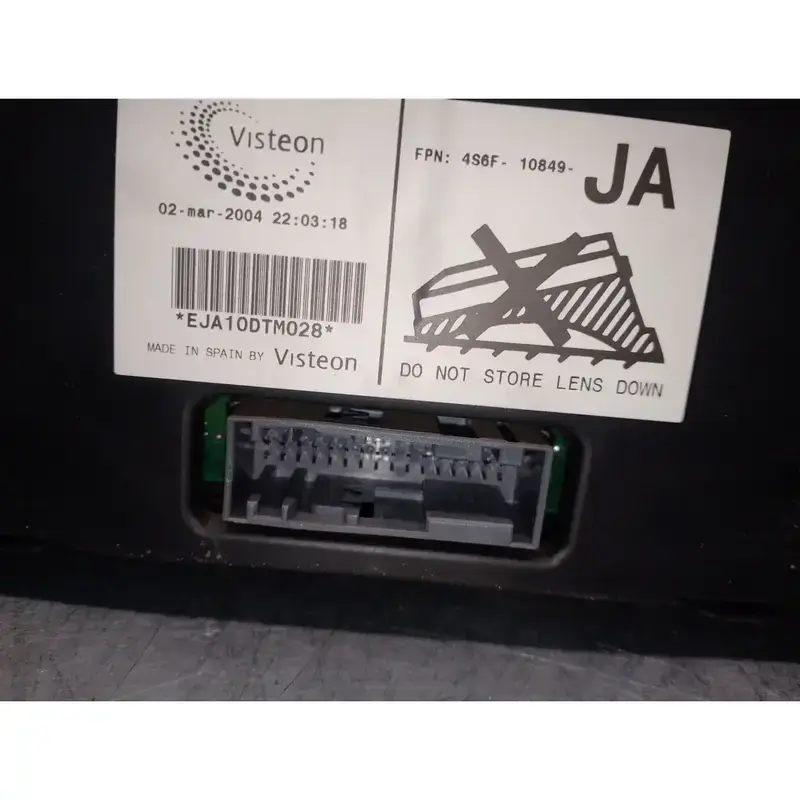 Visteon
02-mar-2004 22:03:18
*EJA10DTM028*
MADE IN SPAIN BY Visteon
FPN: 4S6F- 10849- JA
DO NOT STORE LENS DOWN